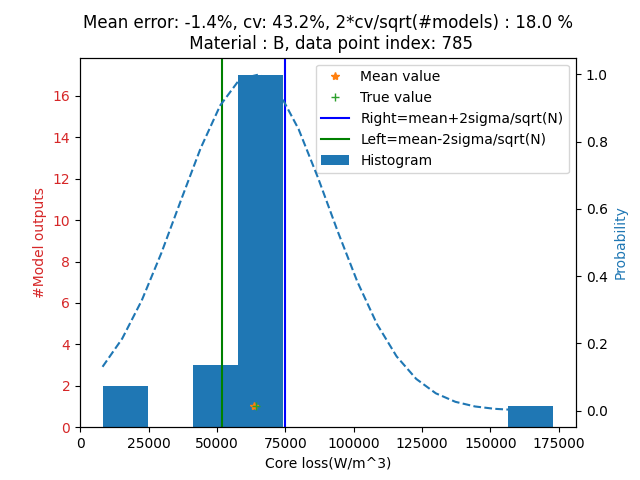 Mean error: -1.4%, cv: 43.2%, 2*cv/sqrt(#models) : 18.0 %
Material : B, data point index: 785
Mean value
True value
Right=mean+2sigma/sqrt(N)
Left=mean-2sigma/sqrt(N)
Histogram
#Model outputs
16
14
12
10
8
6
4
2
0
1.0
0.8
0.6
0.4
0.2
0.0
Probability
0 25000 50000 75000 100000 125000 150000 175000
Core loss(W/m^3)